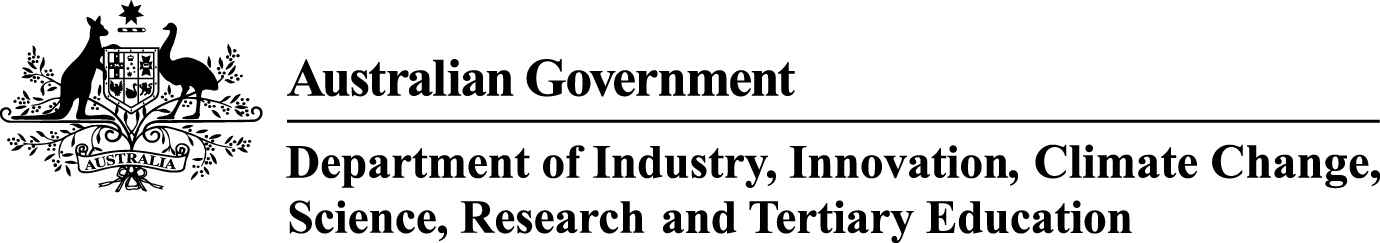 Australian Government
Department of Industry, Innovation, Climate Change,
Science, Research and Tertiary Education
AUSTRALIA